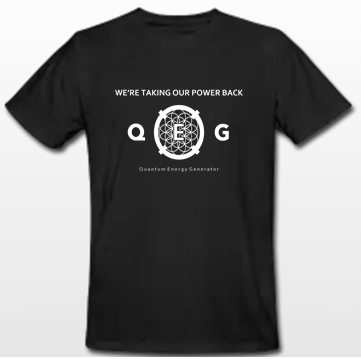 WE'RE TAKING OUR POWER BACK
Q E G
Quantum Energy Generator